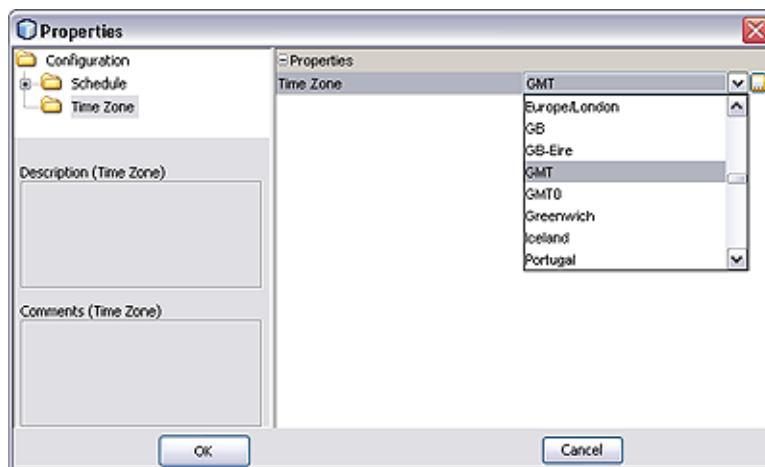 Properties
Configuration
Schedule
Time Zone
Description (Time Zone)
Comments (Time Zone)
Properties
Time Zone GMT
Europe/London
GB
GB-Eire
GMT
GMT0
Greenwich
Iceland
Portugal
OK Cancel